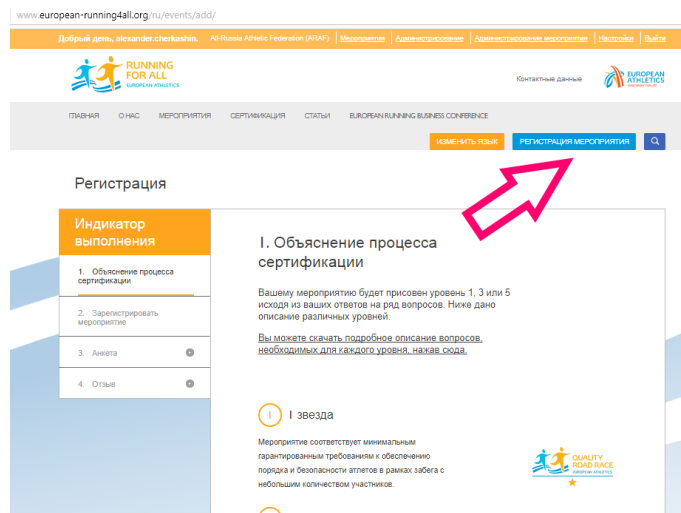 www.european-running4all.org/ru/events/add/
Добрый день, alexander.cherkashin. All-Russia Athletic Federation (ARAF) | Мероприятия | Администрирование | Администрирование мероприятия | Настройки | Выйти
RUNNING
FOR ALL
EUROPEAN ATHLETICS
Контактные данные
EUROPEAN
ATHLETICS
ГЛАВНАЯ О НАС МЕРОПРИЯТИЯ СЕРТИФИКАЦИЯ СТАТЬИ EUROPEAN RUNNING BUSINESS CONFERENCE
ИЗМЕНИТЬ ЯЗЫК РЕГИСТРАЦИЯ МЕРОПРИЯТИЯ
Регистрация
Индикатор
выполнения
1. Объяснение процесса
сертификации
2. Зарегистрировать
мероприятие
3. Анкета
4. Отзыв
1. Объяснение процесса
сертификации
Вашему мероприятию будет присовен уровень 1, 3 или 5
исходя из ваших ответов на ряд вопросов. Ниже дано
описание различных уровней.
Вы можете скачать подробное описание вопросов,
необходимых для каждого уровня, нажав сюда.
1 1 звезда
Мероприятие соответствует минимальным
гарантированным требованиям к обеспечению
порядка и безопасности атлетов в рамках забега с
небольшим количеством участников.
QUALITY
ROAD RACE
EUROPEAN ATHLETICS